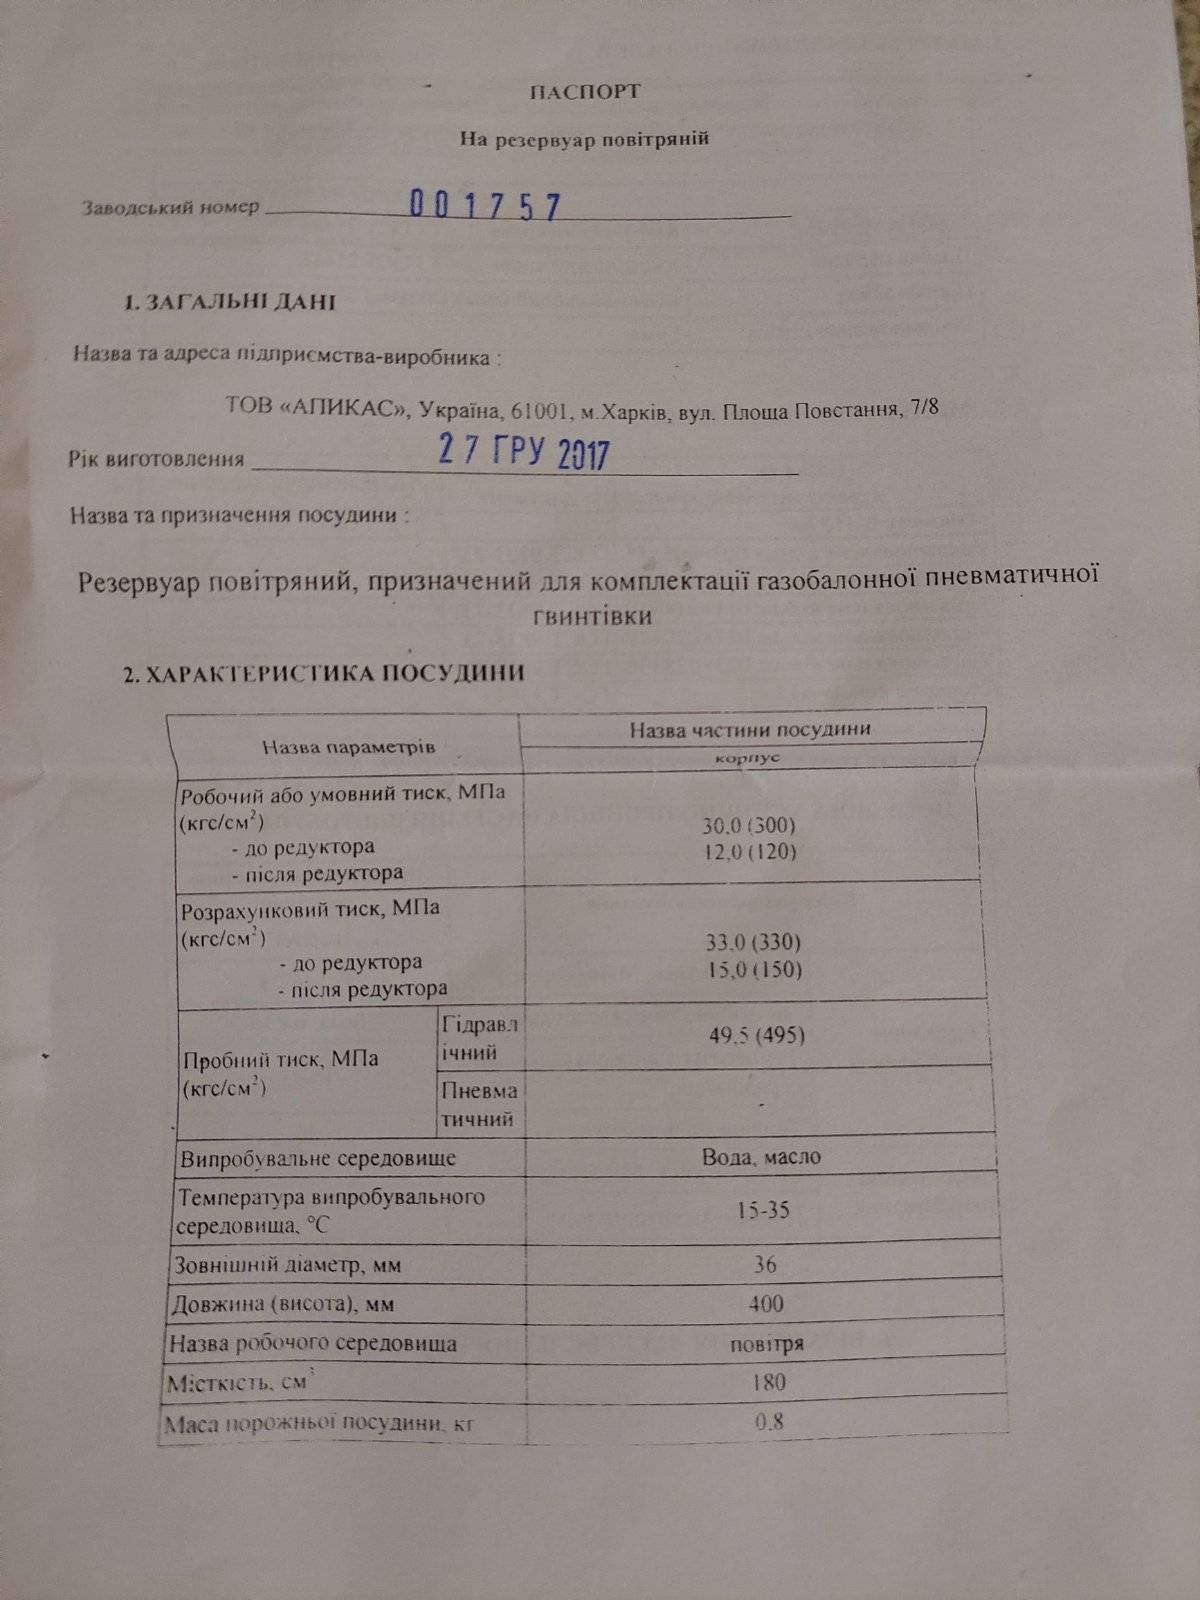 ПАСПОРТ
На резервуар повітряній
Заводський номер 001757
1. ЗАГАЛЬНІ ДАНІ
Назва та адреса підприємства-виробника :
ТОВ «АПИКАС», Україна, 61001, м.Харків, вул. Площа Повстання, 7/8
Рік виготовлення 27 ГРУ 2017
Назва та призначення посудини :
Резервуар повітряний, призначений для комплектації газобалонної пневматичної
гвинтівки
2. ХАРАКТЕРИСТИКА ПОСУДИНИ
Назва параметрів
Назва частини посудини
корпус
Робочий або умовний тиск, МПа
(кгс/см²)
- до редуктора 30.0 (300)
- після редуктора 12,0 (120)
Розрахунковий тиск, МПа
(кгс/см²)
- до редуктора 33.0 (330)
- після редуктора 15,0 (150)
Пробний тиск, МПа
(кгс/см²)
Гідравл
ічний
49.5 (495)
Пневма
тичний
-
Випробувальне середовище Вода, масло
Температура випробувального
середовища, °С 15-35
Зовнішній діаметр, мм 36
Довжина (висота), мм 400
Назва робочого середовища повітря
Місткість, см³ 180
Маса порожньої посудини, кг 0.8